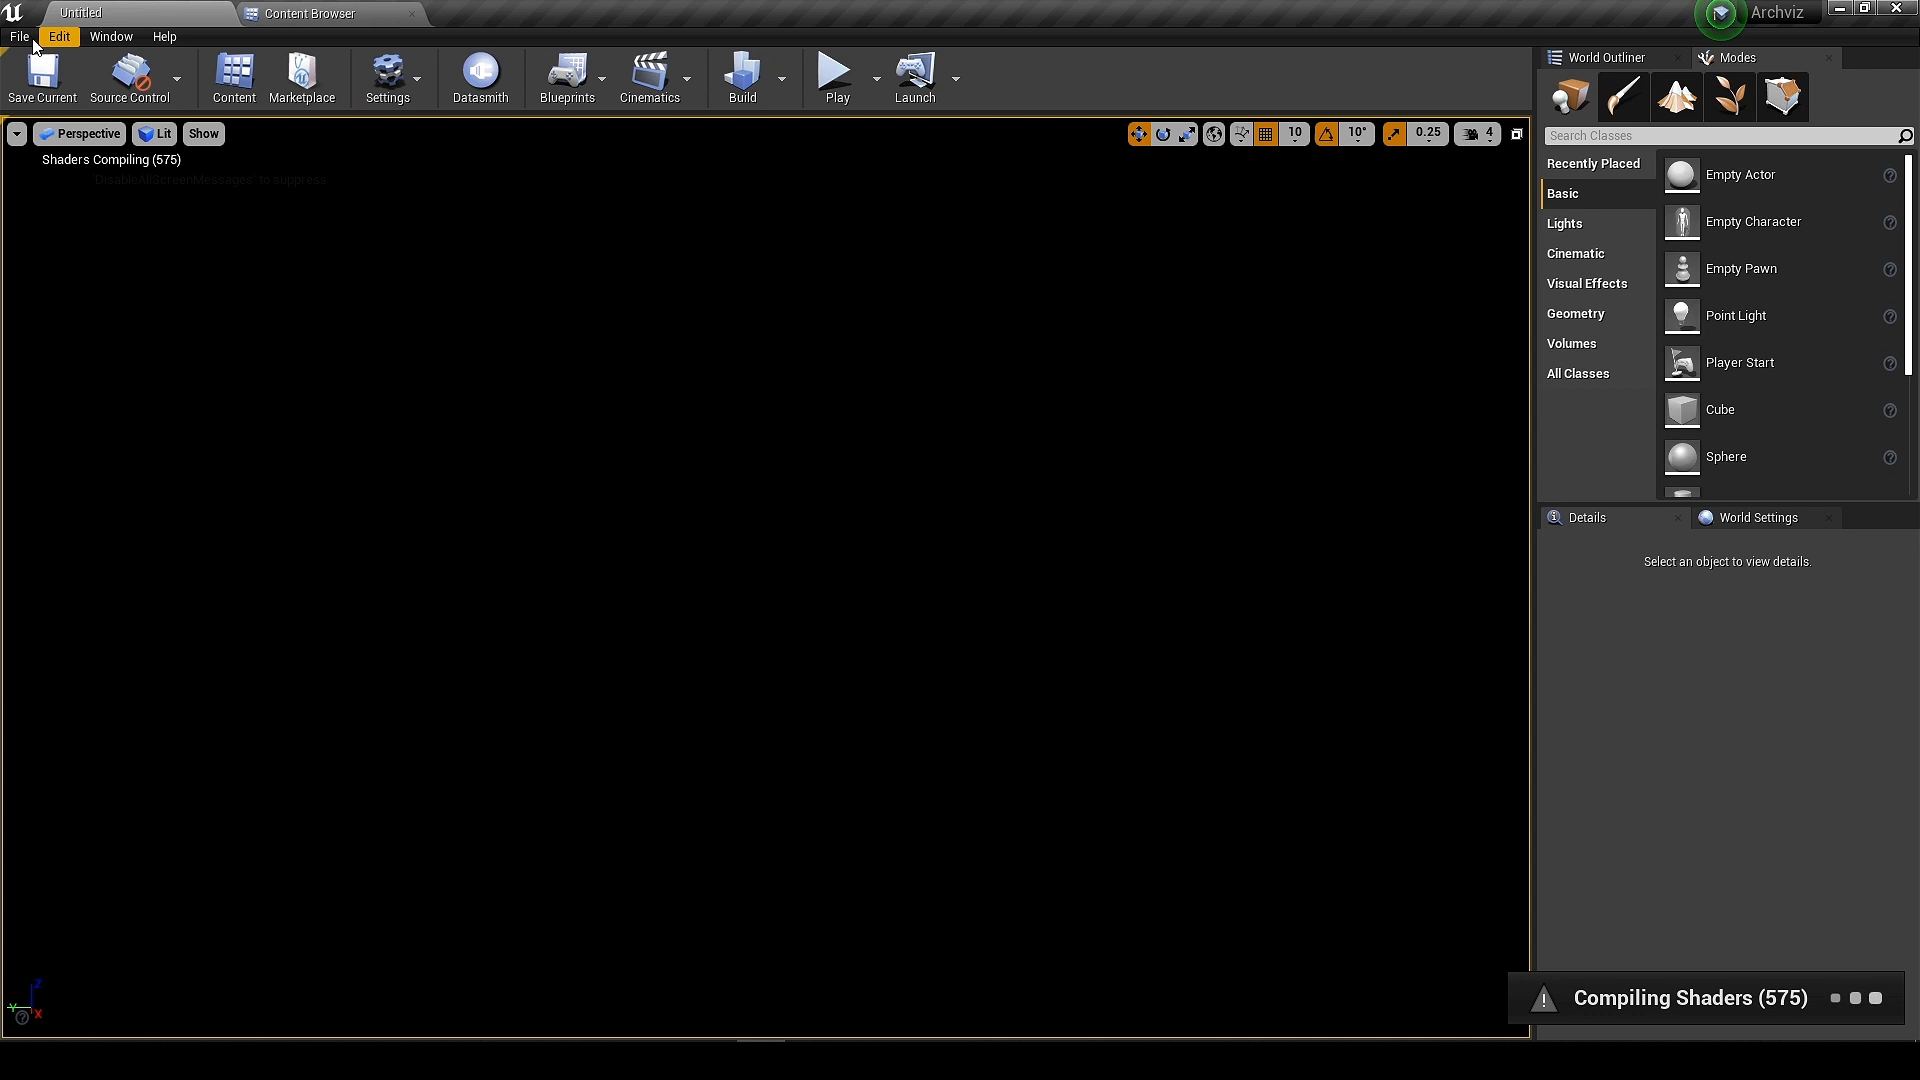 Untitled
Content Browser
Archviz
File
Edit
Window
Help
Save Current
Source Control
Content
Marketplace
Settings
Datasmith
Blueprints
Cinematics
Build
Play
Launch
World Outliner
Modes
Perspective
Lit
Show
10
10°
0.25
4
Shaders Compiling (575)
'DisableAllScreenMessages' to suppress
Search Classes
Recently Placed
Basic
Lights
Cinematic
Visual Effects
Geometry
Volumes
All Classes
Empty Actor
Empty Character
Empty Pawn
Point Light
Player Start
Cube
Sphere
Details
World Settings
Select an object to view details.
Z
Y
X
Compiling Shaders (575)